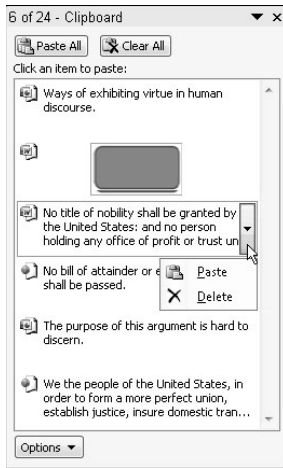 6 of 24 - Clipboard
Paste All Clear All
Click an item to paste:
Ways of exhibiting virtue in human
discourse.
No title of nobility shall be granted by
the United States: and no person
holding any office of profit or trust un
No bill of attainder or e
shall be passed.
Paste
Delete
The purpose of this argument is hard to
discern.
We the people of the United States, in
order to form a more perfect union,
establish justice, insure domestic tran...
Options